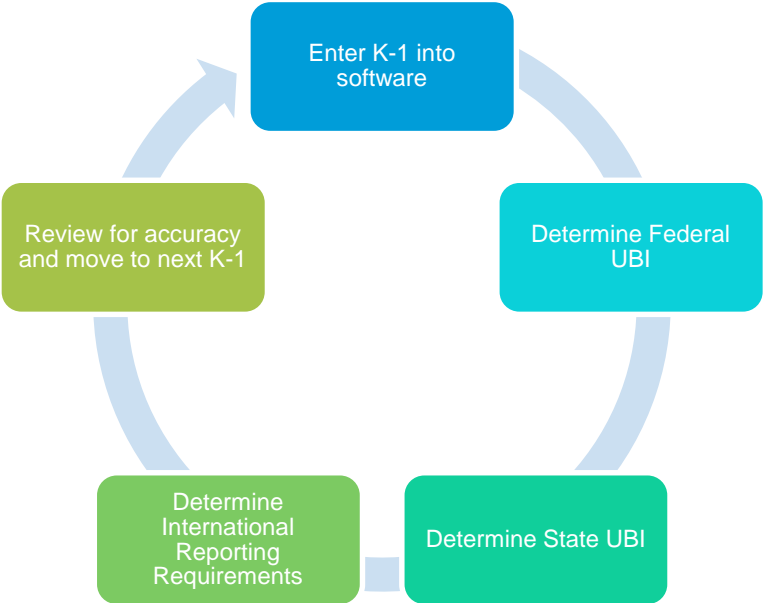 Enter K-1 into
software
Determine Federal
UBI
Determine State UBI
Determine
International
Reporting
Requirements
Review for accuracy
and move to next K-1